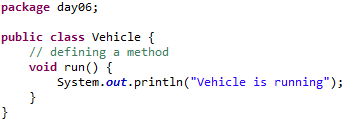 package day06;

public class Vehicle {
    // defining a method
    void run() {
        System.out.println("Vehicle is running");
    }
}